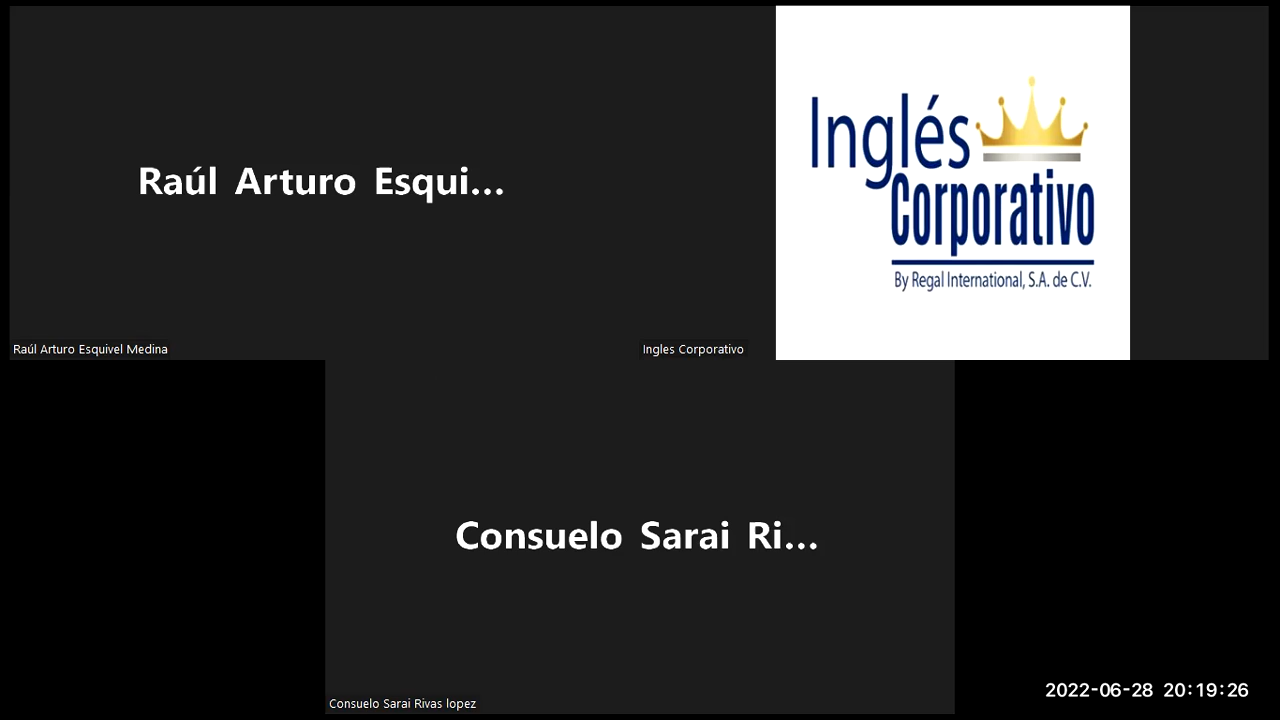 Raúl Arturo Esqui...
Raúl Arturo Esquivel Medina
Inglés
Corporativo
By Regal International, S.A. de C.V.
Ingles Corporativo
Consuelo Sarai Ri...
Consuelo Sarai Rivas lopez
2022-06-28 20:19:26